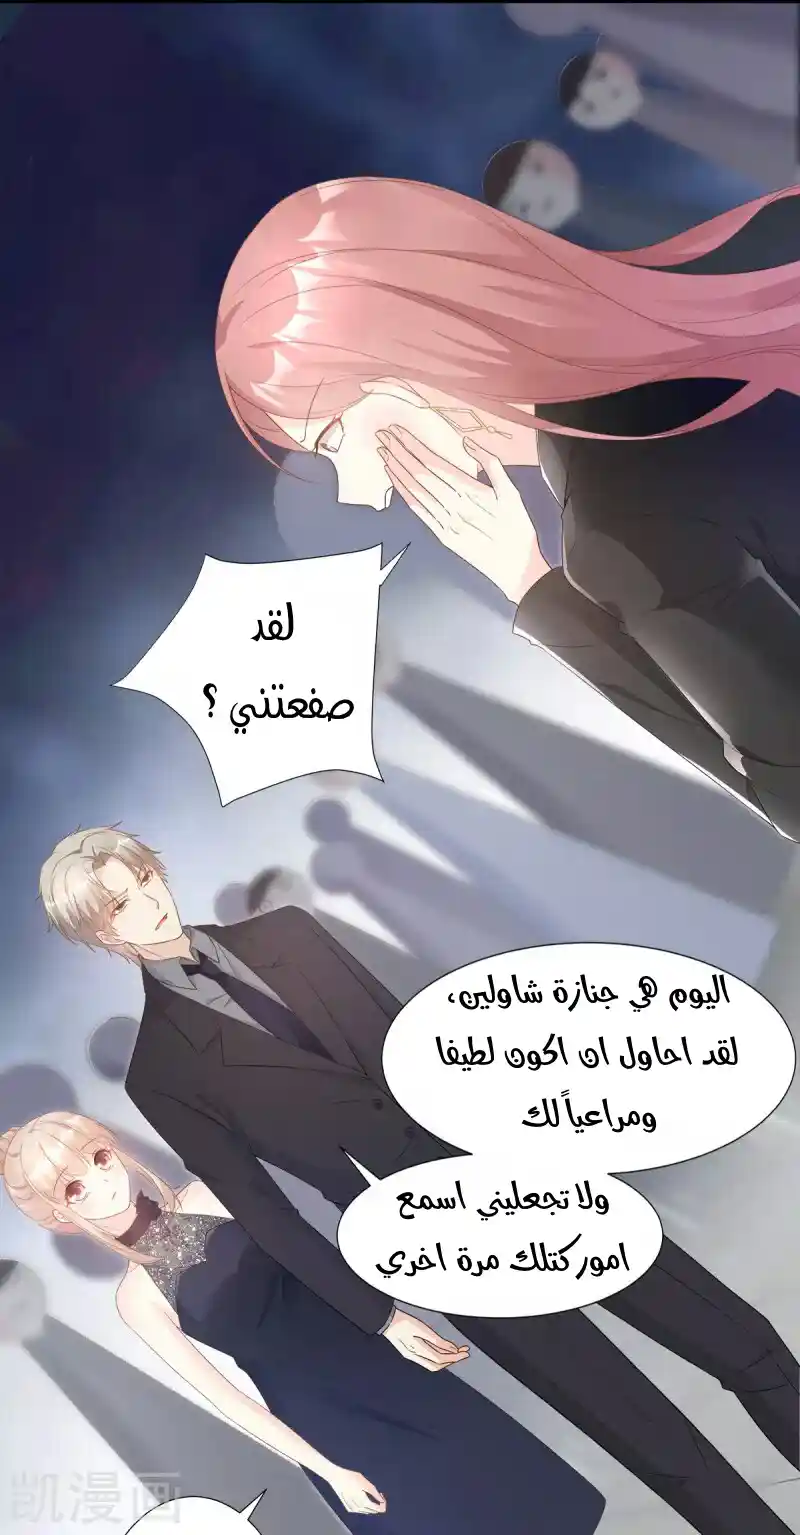 لقد
صفعتني ؟
اليوم هي جنازة شاولين،
لقد احاول ان اكون لطيفا
ومراعياً لك
ولا تجعليني اسمع
امور كتلك مرة اخري
凯漫画